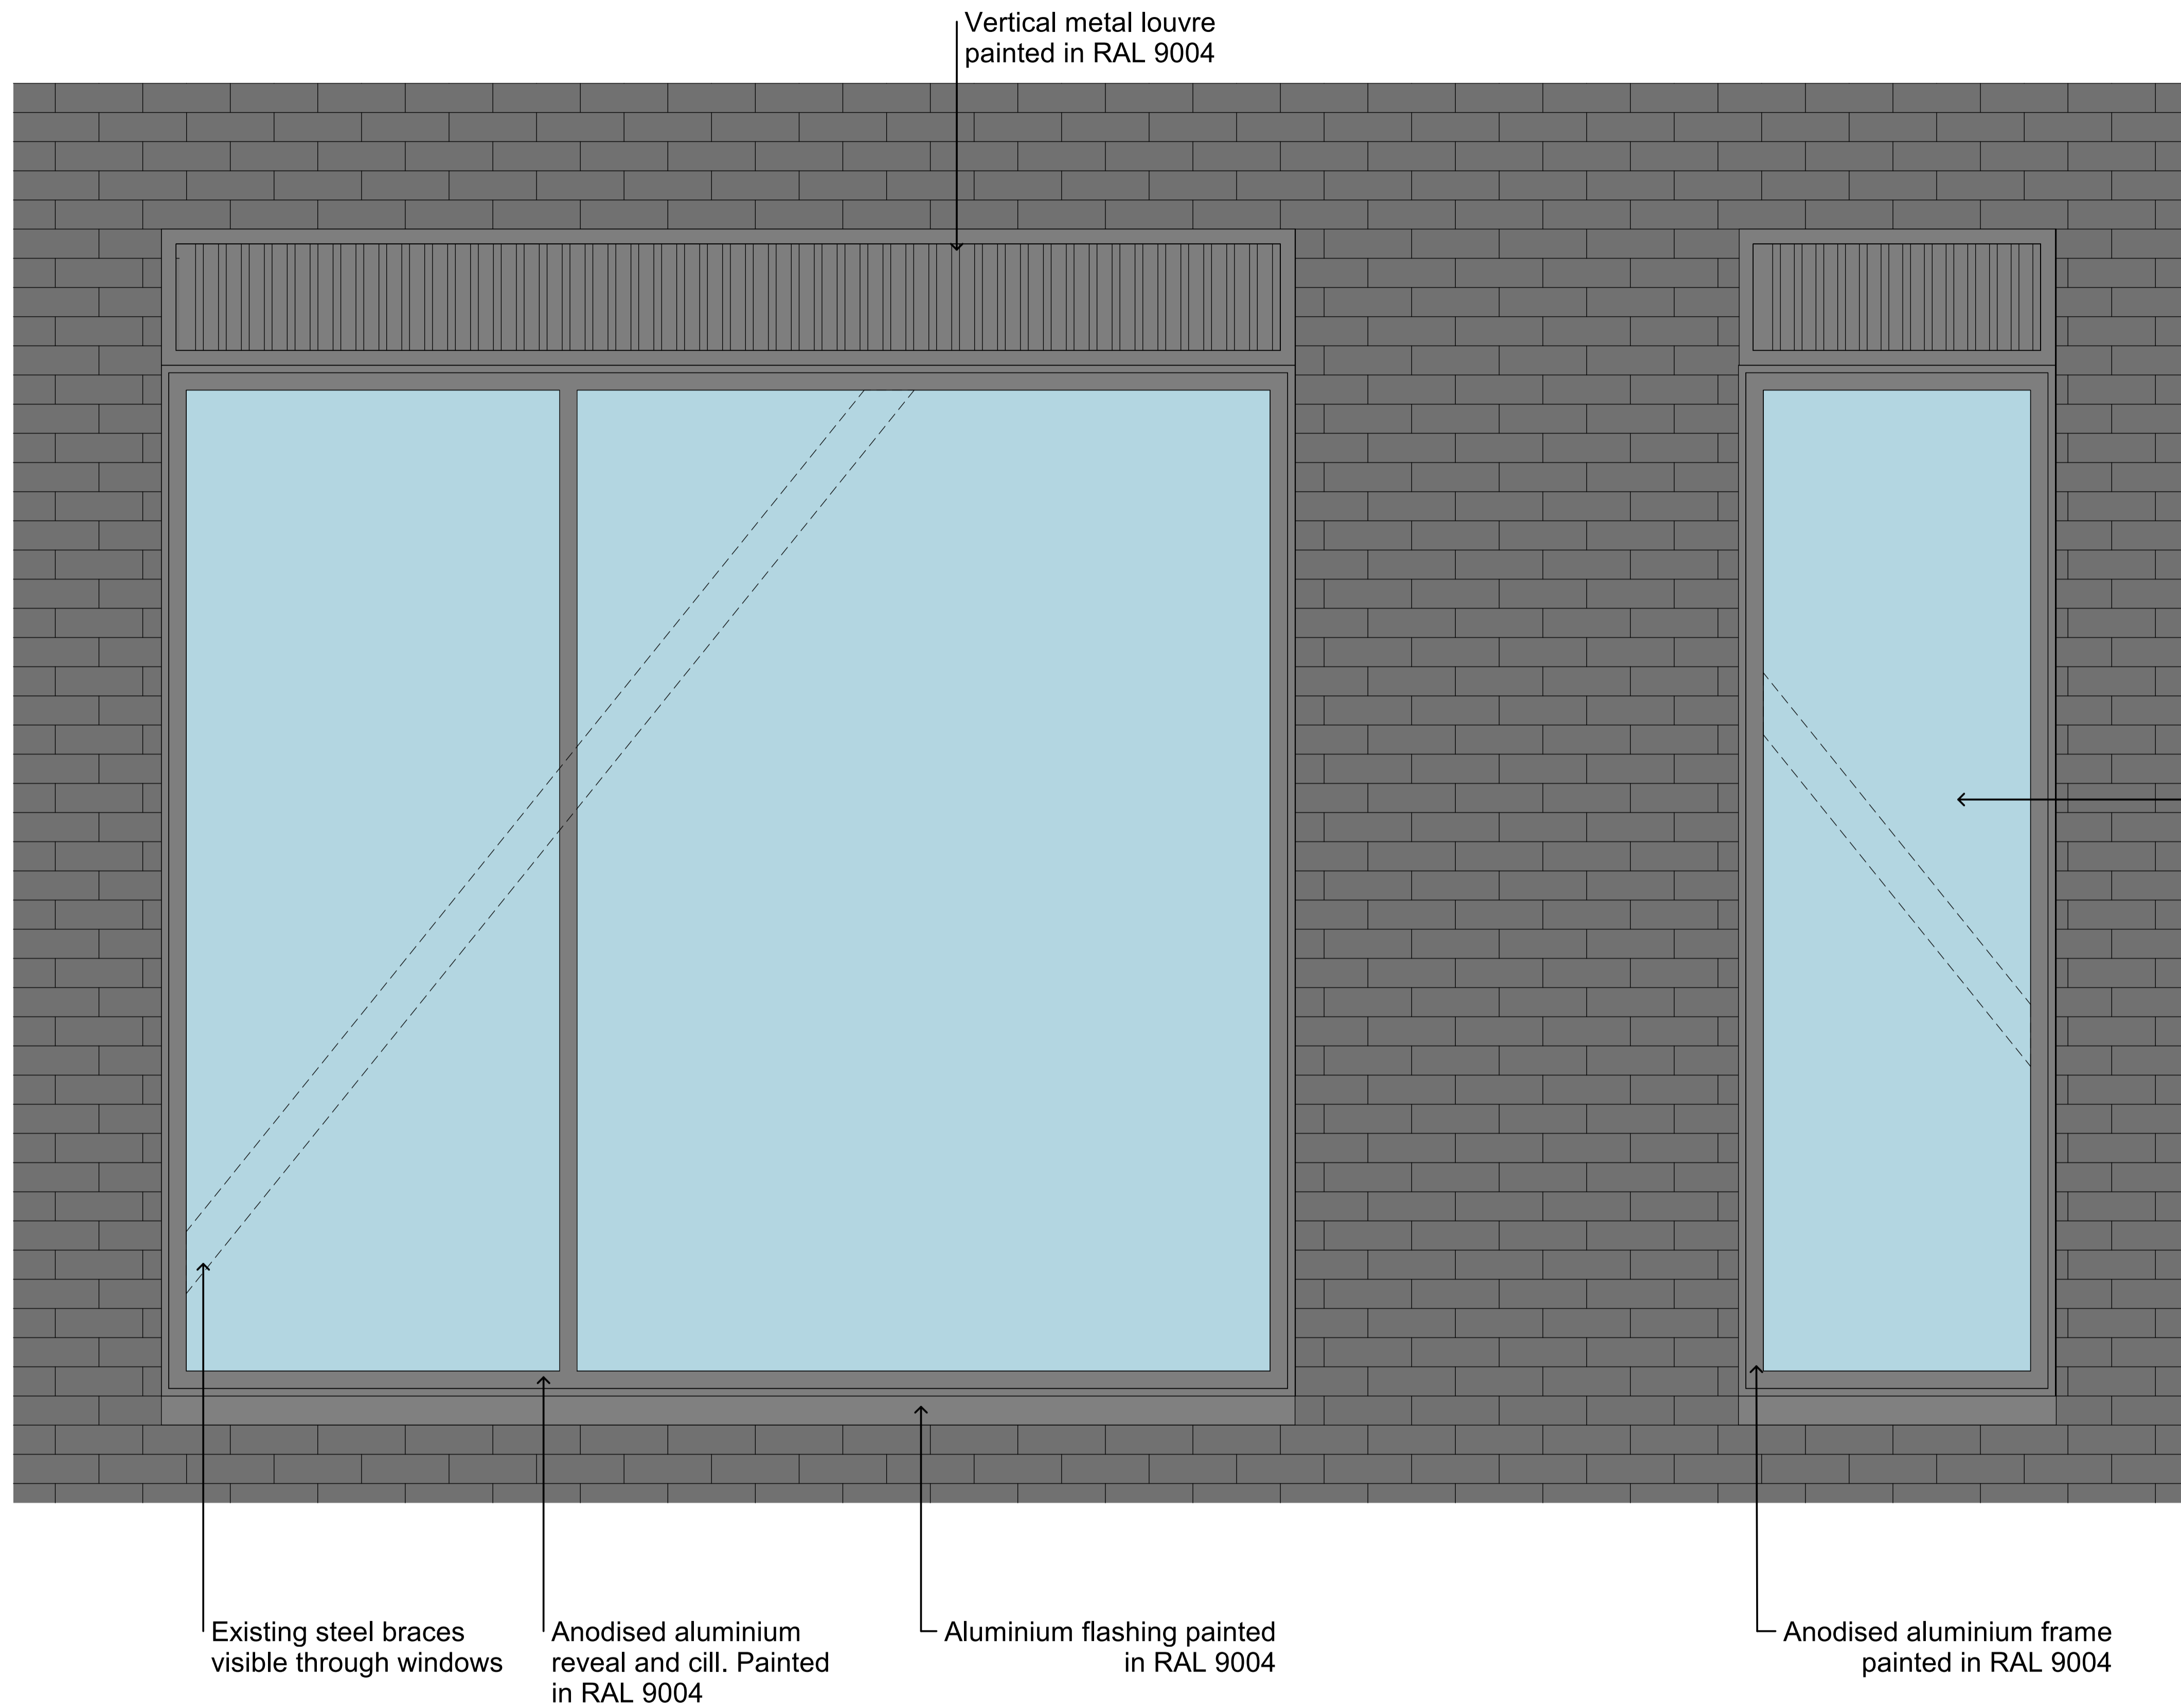 Vertical metal louvre
painted in RAL 9004
Existing steel braces
visible through windows
Anodised aluminium
reveal and cill. Painted
in RAL 9004
Aluminium flashing painted
in RAL 9004
Anodised aluminium frame
painted in RAL 9004